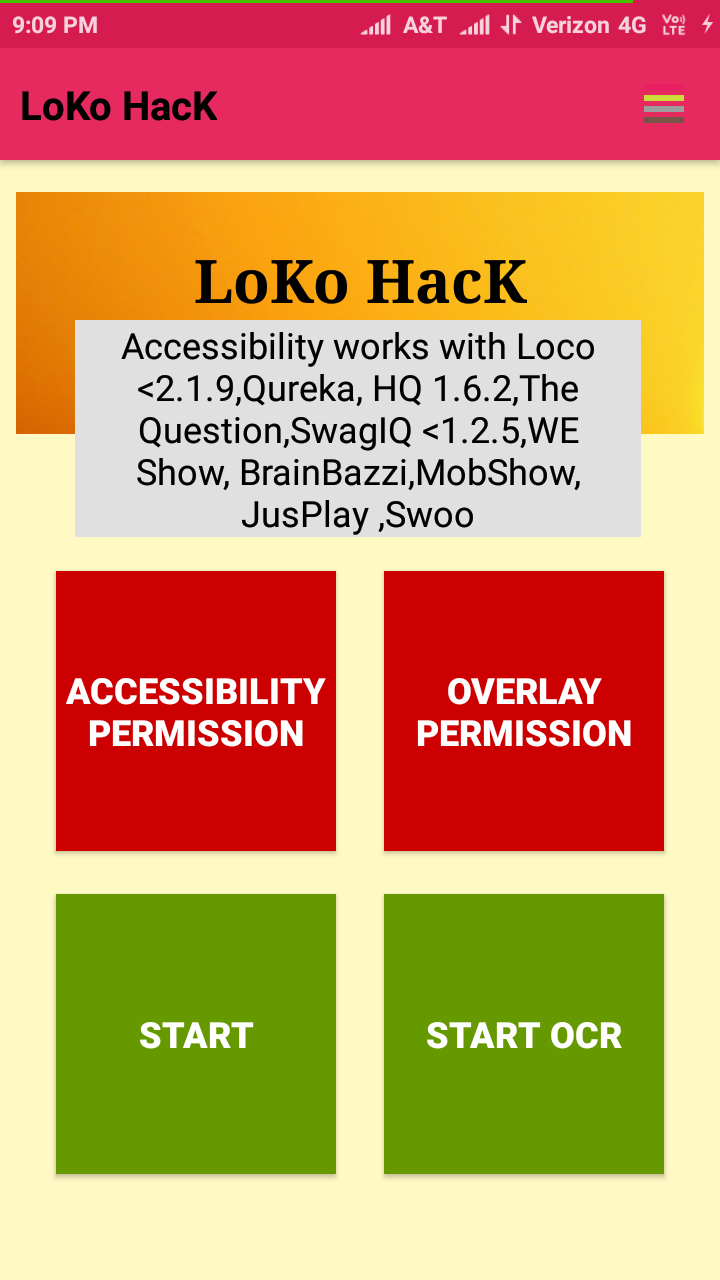 9:09 PM A&T Verizon 4G Vo LTE
LoKo HacK
LoKo HacK
Accessibility works with Loco
<2.1.9,Qureka, HQ 1.6.2,The
Question,SwagIQ <1.2.5,WE
Show, BrainBazzi,MobShow,
JusPlay ,Swoo
ACCESSIBILITY
PERMISSION
OVERLAY
PERMISSION
START
START OCR